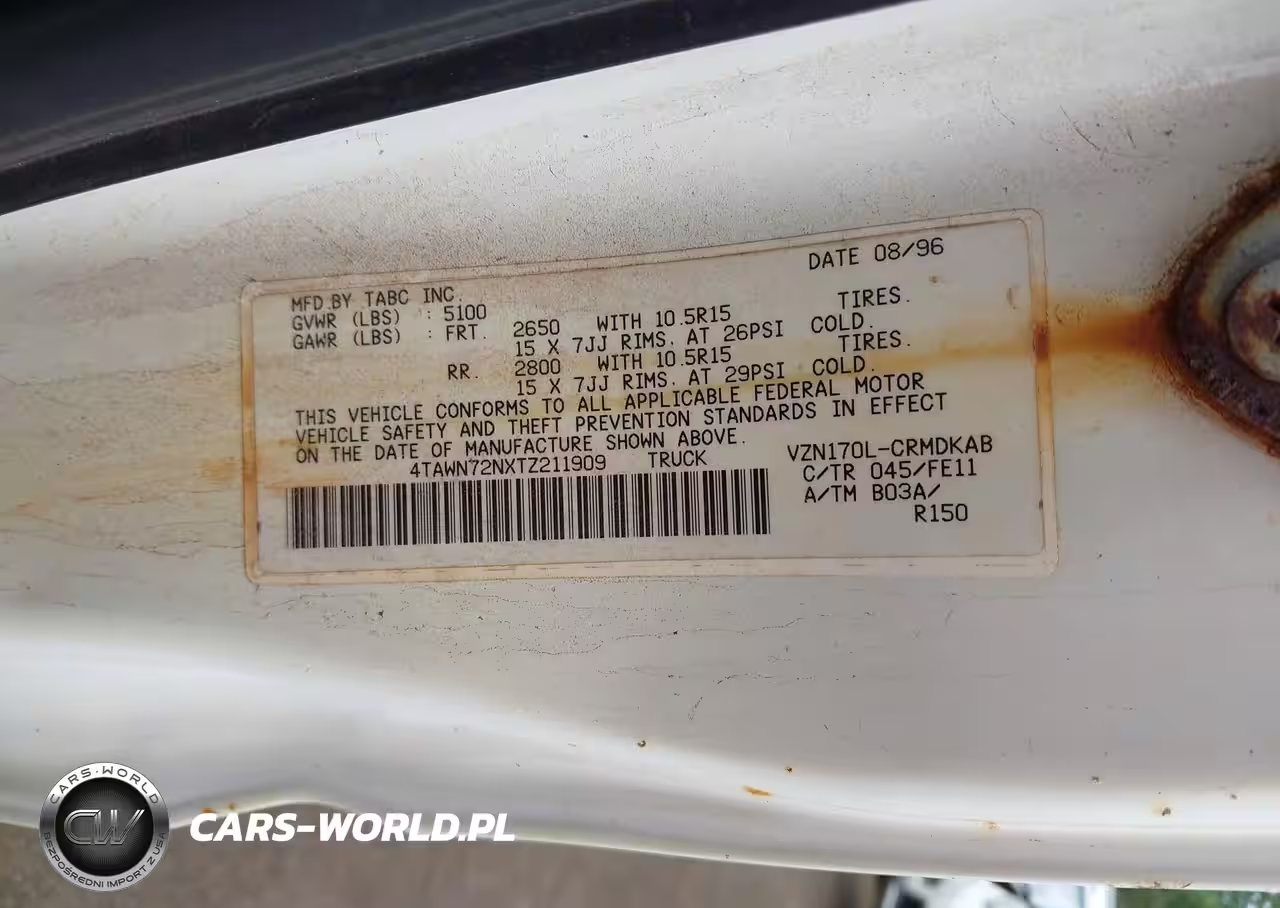 DATE 08/96
MFD.BY TABC INC.
GVWR (LBS) : 5100
GAWR (LBS) : FRT. 2650 WITH 10.5R15 TIRES.
15 X 7JJ RIMS. AT 26PSI COLD.
RR. 2800 WITH 10.5R15 TIRES.
15 X 7JJ RIMS. AT 29PSI COLD.
THIS VEHICLE CONFORMS TO ALL APPLICABLE FEDERAL MOTOR
VEHICLE SAFETY AND THEFT PREVENTION STANDARDS IN EFFECT
ON THE DATE OF MANUFACTURE SHOWN ABOVE.
4TAWN72NXTZ211909 TRUCK
VZN170L-CRMDKAB
C/TR 045/FE11
A/TM B03A/
R150
CARS-WORLD
CW
BEZPOŚREDNI IMPORT Z USA
CARS-WORLD.PL